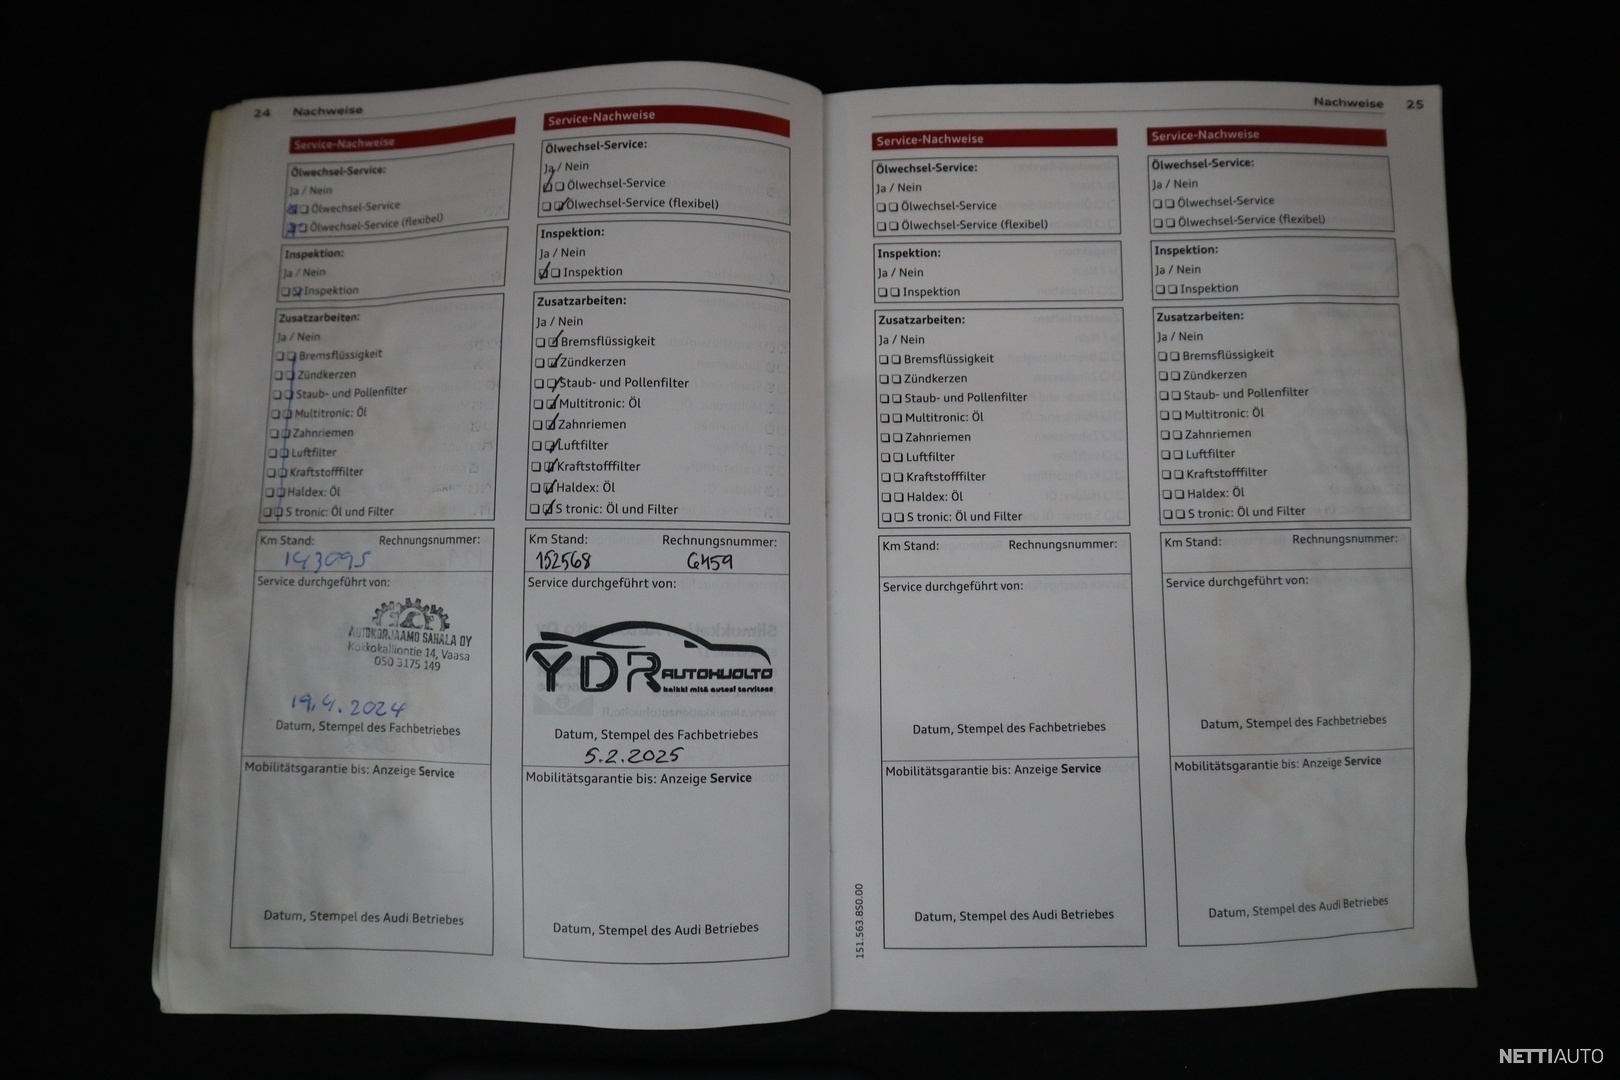 24 Nachweise
Service-Nachweise
Ölwechsel-Service:
Ja / Nein
Ölwechsel-Service
Ölwechsel-Service (flexibel)
Inspektion:
Ja / Nein
Inspektion
Zusatzarbeiten:
Ja / Nein
Bremsflüssigkeit
Zündkerzen
Staub- und Pollenfilter
Multitronic: Öl
Zahnriemen
Luftfilter
Kraftstofffilter
Haldex: Öl
S tronic: Öl und Filter
Km Stand: Rechnungsnummer:
143095
Service durchgeführt von:
AUTOKORJAAMO SAHALA OY
Kokkokalliontie 14, Vaasa
050 3175 149
19.4.2024
Datum, Stempel des Fachbetriebes
Mobilitätsgarantie bis: Anzeige Service
Datum, Stempel des Audi Betriebes
Service-Nachweise
Ölwechsel-Service:
Ja / Nein
Ölwechsel-Service
Ölwechsel-Service (flexibel)
Inspektion:
Ja / Nein
Inspektion
Zusatzarbeiten:
Ja / Nein
Bremsflüssigkeit
Zündkerzen
Staub- und Pollenfilter
Multitronic: Öl
Zahnriemen
Luftfilter
Kraftstofffilter
Haldex: Öl
S tronic: Öl und Filter
Km Stand: Rechnungsnummer:
152568 6459
Service durchgeführt von:
YDR AUTOHUOLTO
kaikki mitä autosi tarvitsee
Datum, Stempel des Fachbetriebes
5.2.2025
Mobilitätsgarantie bis: Anzeige Service
Datum, Stempel des Audi Betriebes
Nachweise 25
Service-Nachweise
Ölwechsel-Service:
Ja / Nein
Ölwechsel-Service
Ölwechsel-Service (flexibel)
Inspektion:
Ja / Nein
Inspektion
Zusatzarbeiten:
Ja / Nein
Bremsflüssigkeit
Zündkerzen
Staub- und Pollenfilter
Multitronic: Öl
Zahnriemen
Luftfilter
Kraftstofffilter
Haldex: Öl
S tronic: Öl und Filter
Km Stand: Rechnungsnummer:
Service durchgeführt von:
Datum, Stempel des Fachbetriebes
Mobilitätsgarantie bis: Anzeige Service
Datum, Stempel des Audi Betriebes
151.563.850.00
Service-Nachweise
Ölwechsel-Service:
Ja / Nein
Ölwechsel-Service
Ölwechsel-Service (flexibel)
Inspektion:
Ja / Nein
Inspektion
Zusatzarbeiten:
Ja / Nein
Bremsflüssigkeit
Zündkerzen
Staub- und Pollenfilter
Multitronic: Öl
Zahnriemen
Luftfilter
Kraftstofffilter
Haldex: Öl
S tronic: Öl und Filter
Km Stand: Rechnungsnummer:
Service durchgeführt von:
Datum, Stempel des Fachbetriebes
Mobilitätsgarantie bis: Anzeige Service
Datum, Stempel des Audi Betriebes
NETTIAUTO